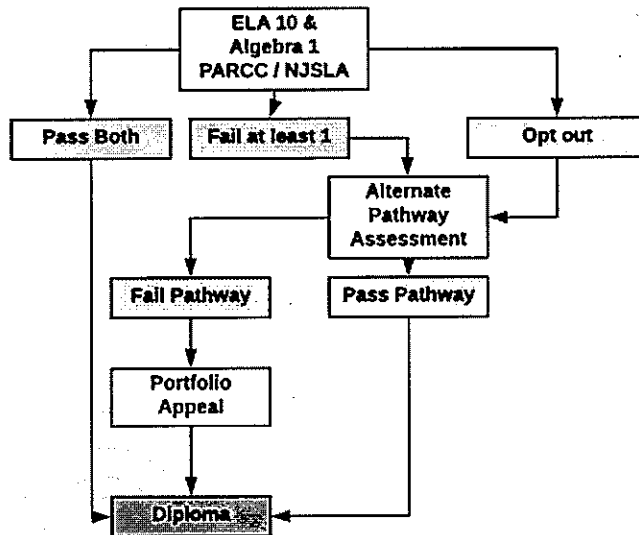 ELA 10 &
Algebra 1
PARCC / NJSLA
Pass Both
Fail at least 1
Opt out
Alternate
Pathway
Assessment
Fail Pathway
Pass Pathway
Portfolio
Appeal
Diploma